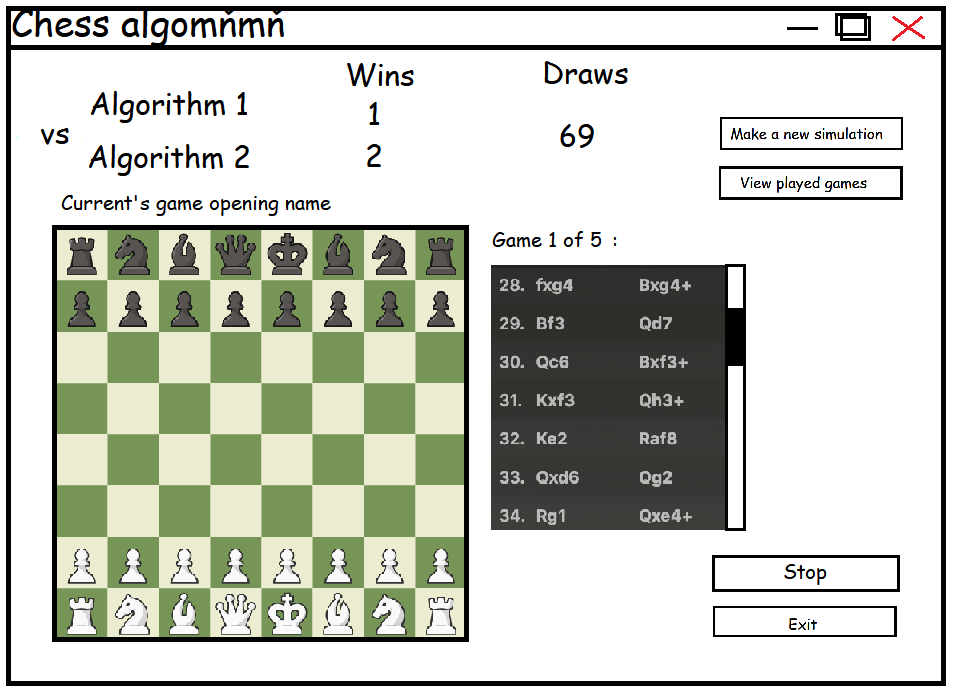 Chess algomňmň
Wins
Draws
Algorithm 1
1
vs
69
Algorithm 2
2
Make a new simulation
View played games
Current's game opening name
Game 1 of 5 :
28. fxg4 Bxg4+
29. Bf3 Qd7
30. Qc6 Bxf3+
31. Kxf3 Qh3+
32. Ke2 Raf8
33. Qxd6 Qg2
34. Rg1 Qxe4+
Stop
Exit